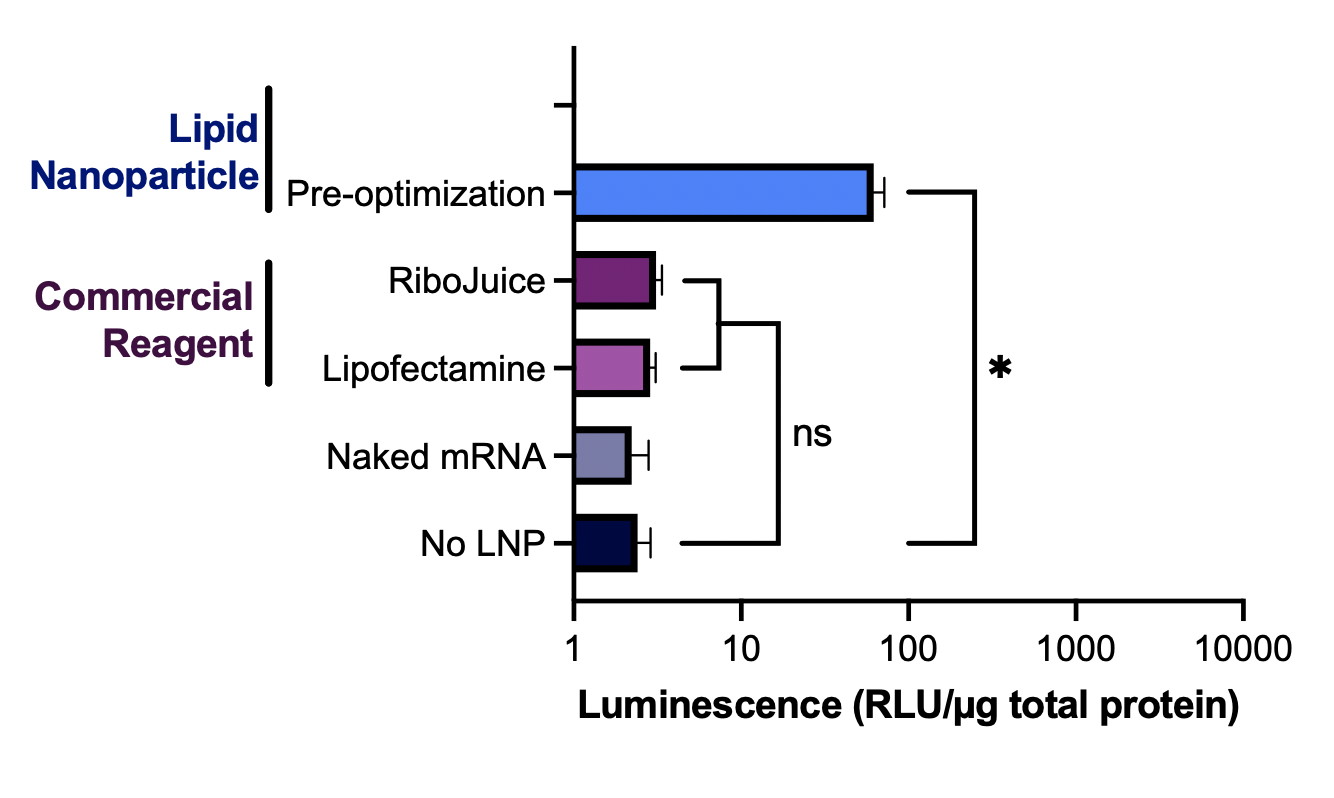 Lipid
Nanoparticle
Pre-optimization
RiboJuice
Commercial
Reagent
Lipofectamine
Naked mRNA
No LNP
ns
*
1 10 100 1000 10000
Luminescence (RLU/µg total protein)